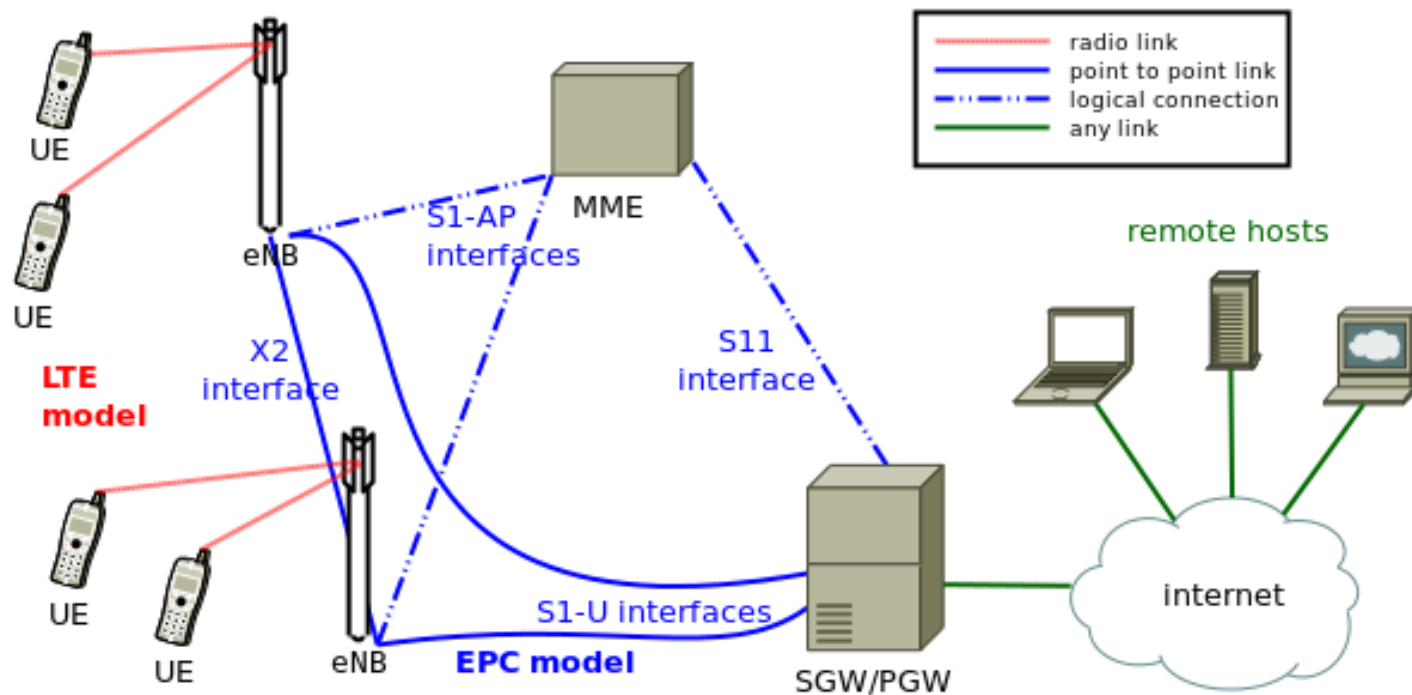 radio link
point to point link
logical connection
any link
UE
UE
eNB
MME
S1-AP
interfaces
remote hosts
X2
interface
S11
interface
LTE
model
UE
UE
eNB
S1-U interfaces
EPC model
SGW/PGW
internet